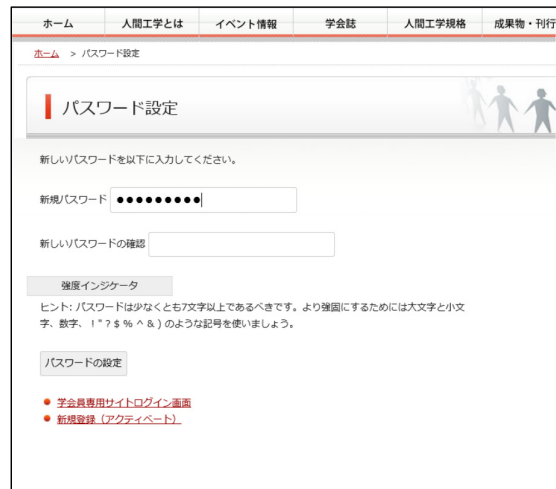 ホーム 人間工学とは イベント情報 学会誌 人間工学規格 成果物・刊行
ホーム > パスワード設定
パスワード設定
新しいパスワードを以下に入力してください。
新規パスワード ●●●●●●●●●
新しいパスワードの確認
強度インジケータ
ヒント: パスワードは少なくとも7文字以上であるべきです。より強固にするためには大文字と小文
字、数字、! " ? $ % ^ & ) のような記号を使いましょう。
パスワードの設定
学会員専用サイトログイン画面
新規登録（アクティベート）